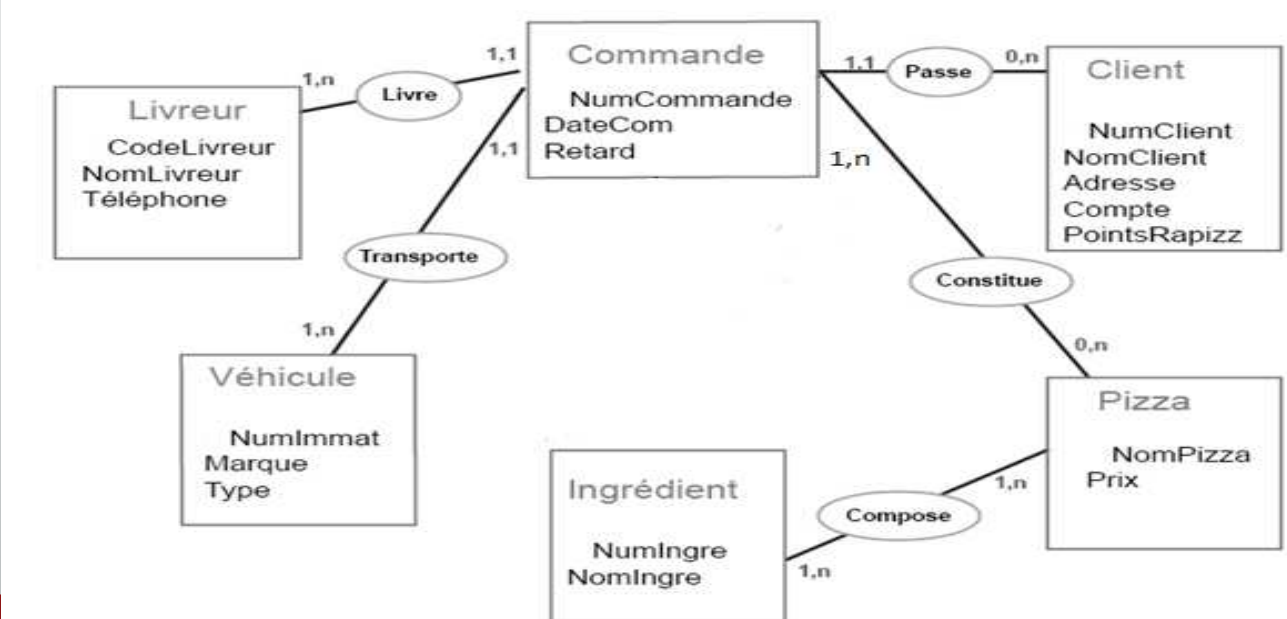 Commande
NumCommande
DateCom
Retard
1,1
1,1
1,n
Livre
1,n
Livreur
CodeLivreur
NomLivreur
Téléphone
1,1
Passe
0,n
Client
NumClient
NomClient
Adresse
Compte
PointsRapizz
Transporte
1,n
Véhicule
NumImmat
Marque
Type
Constitue
0,n
Pizza
NomPizza
Prix
Ingrédient
NumIngre
NomIngre
Compose
1,n
1,n